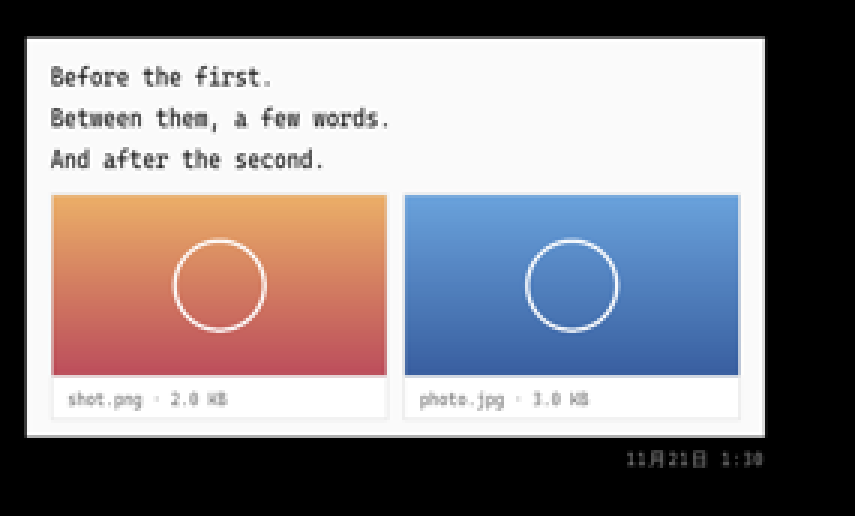 Before the first.
Between them, a few words.
And after the second.
shot.png · 2.0 KB
photo.jpg · 3.0 KB
11月21日 1:30